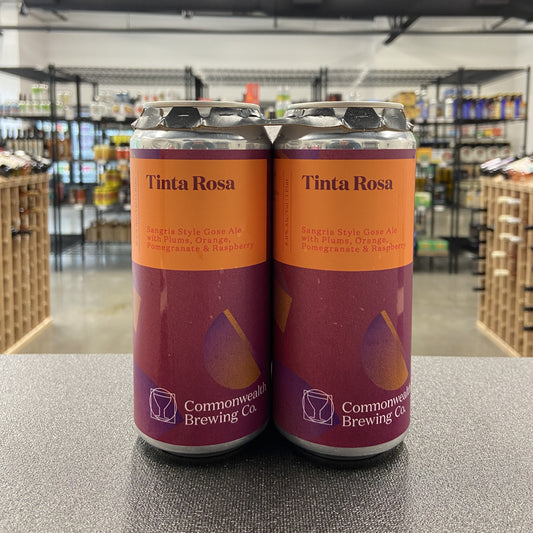 Tinta Rosa
Sangria Style Gose Ale
with Plums, Orange,
Pomegranate & Raspberry
Commonwealth
Brewing Co.
Tinta Rosa
Sangria Style Gose Ale
with Plums, Orange,
Pomegranate & Raspberry
Commonwealth
Brewing Co.